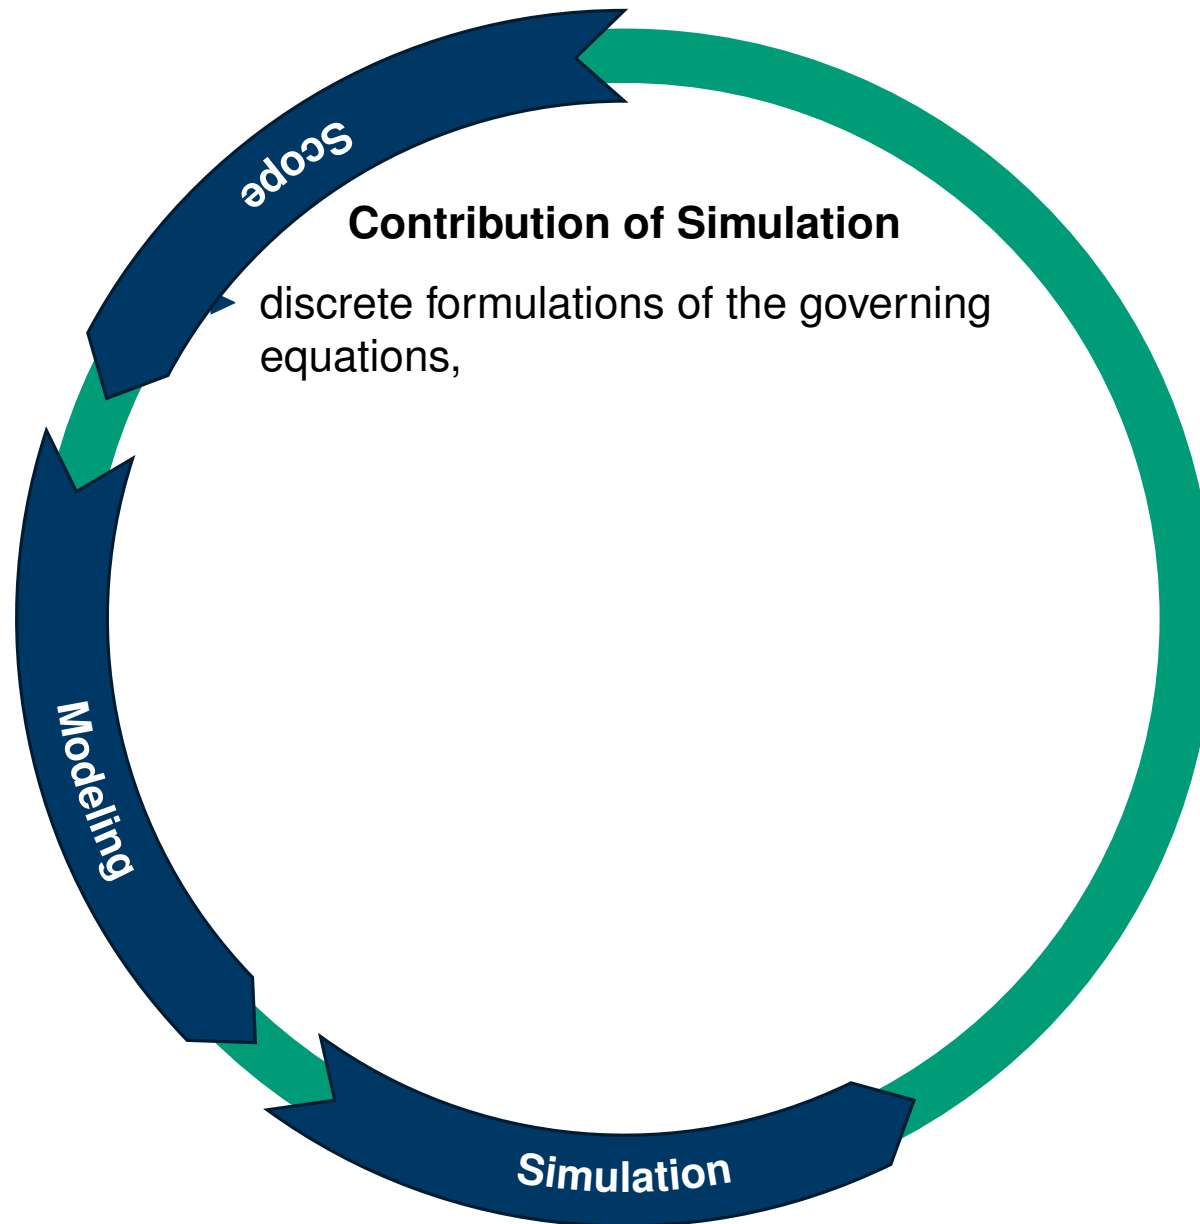 Scope
Contribution of Simulation
discrete formulations of the governing
equations,
Modeling
Simulation